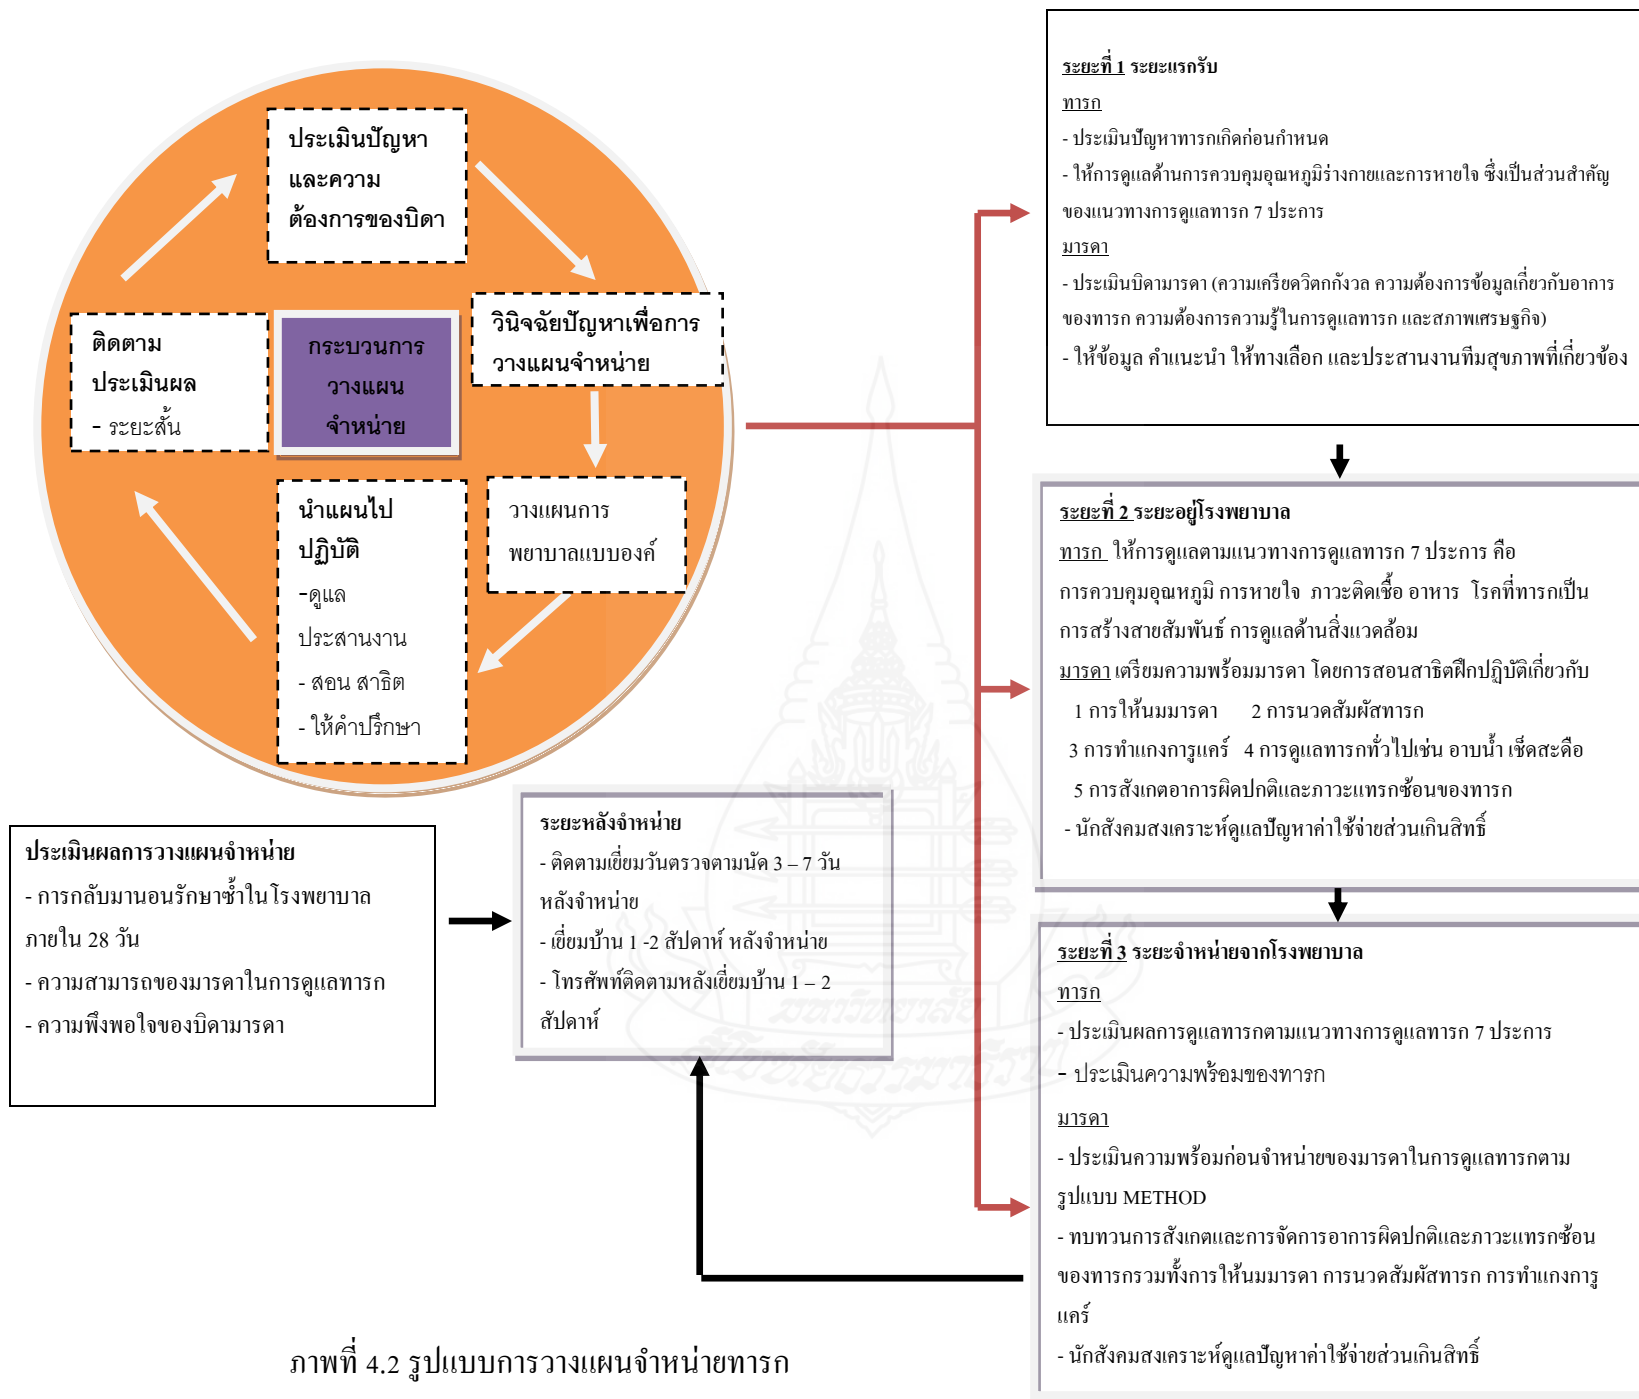 ประเมินปัญหา
และความ
ต้องการของบิดา
วินิจฉัยปัญหาเพื่อการ
วางแผนจำหน่าย
วางแผนการ
พยาบาลแบบองค์
นำแผนไป
ปฏิบัติ
-ดูแล
ประสานงาน
- สอน สาธิต
- ให้คำปรึกษา
ติดตาม
ประเมินผล
- ระยะสั้น
กระบวนการ
วางแผน
จำหน่าย
ระยะที่ 1 ระยะแรกรับ
ทารก
- ประเมินปัญหาทารกเกิดก่อนกำหนด
- ให้การดูแลด้านการควบคุมอุณหภูมิร่างกายและการหายใจ ซึ่งเป็นส่วนสำคัญ
ของแนวทางการดูแลทารก 7 ประการ
มารดา
- ประเมินบิดามารดา (ความเครียดวิตกกังวล ความต้องการข้อมูลเกี่ยวกับอาการ
ของทารก ความต้องการความรู้ในการดูแลทารก และสภาพเศรษฐกิจ)
- ให้ข้อมูล คำแนะนำ ให้ทางเลือก และประสานงานทีมสุขภาพที่เกี่ยวข้อง
ระยะที่ 2 ระยะอยู่โรงพยาบาล
ทารก ให้การดูแลตามแนวทางการดูแลทารก 7 ประการ คือ
การควบคุมอุณหภูมิ การหายใจ ภาวะติดเชื้อ อาหาร โรคที่ทารกเป็น
การสร้างสายสัมพันธ์ การดูแลด้านสิ่งแวดล้อม
มารดา เตรียมความพร้อมมารดา โดยการสอนสาธิตฝึกปฏิบัติเกี่ยวกับ
1 การให้นมมารดา 2 การนวดสัมผัสทารก
3 การทำแกงการูแคร์ 4 การดูแลทารกทั่วไปเช่น อาบน้ำ เช็ดสะดือ
5 การสังเกตอาการผิดปกติและภาวะแทรกซ้อนของทารก
- นักสังคมสงเคราะห์ดูแลปัญหาค่าใช้จ่ายส่วนเกินสิทธิ์
ระยะที่ 3 ระยะจำหน่ายจากโรงพยาบาล
ทารก
- ประเมินผลการดูแลทารกตามแนวทางการดูแลทารก 7 ประการ
- ประเมินความพร้อมของทารก
มารดา
- ประเมินความพร้อมก่อนจำหน่ายของมารดาในการดูแลทารกตาม
รูปแบบ METHOD
- ทบทวนการสังเกตและการจัดการอาการผิดปกติและภาวะแทรกซ้อน
ของทารกรวมทั้งการให้นมมารดา การนวดสัมผัสทารก การทำแกงการู
แคร์
- นักสังคมสงเคราะห์ดูแลปัญหาค่าใช้จ่ายส่วนเกินสิทธิ์
ระยะหลังจำหน่าย
- ติดตามเยี่ยมวันตรวจตามนัด 3 – 7 วัน
หลังจำหน่าย
- เยี่ยมบ้าน 1 -2 สัปดาห์ หลังจำหน่าย
- โทรศัพท์ติดตามหลังเยี่ยมบ้าน 1 – 2
สัปดาห์
ประเมินผลการวางแผนจำหน่าย
- การกลับมานอนรักษาซ้ำในโรงพยาบาล
ภายใน 28 วัน
- ความสามารถของมารดาในการดูแลทารก
- ความพึงพอใจของบิดามารดา
มหาวิทยาลัย
สุโขทัยธรรมาธิราช
ภาพที่ 4.2 รูปแบบการวางแผนจำหน่ายทารก